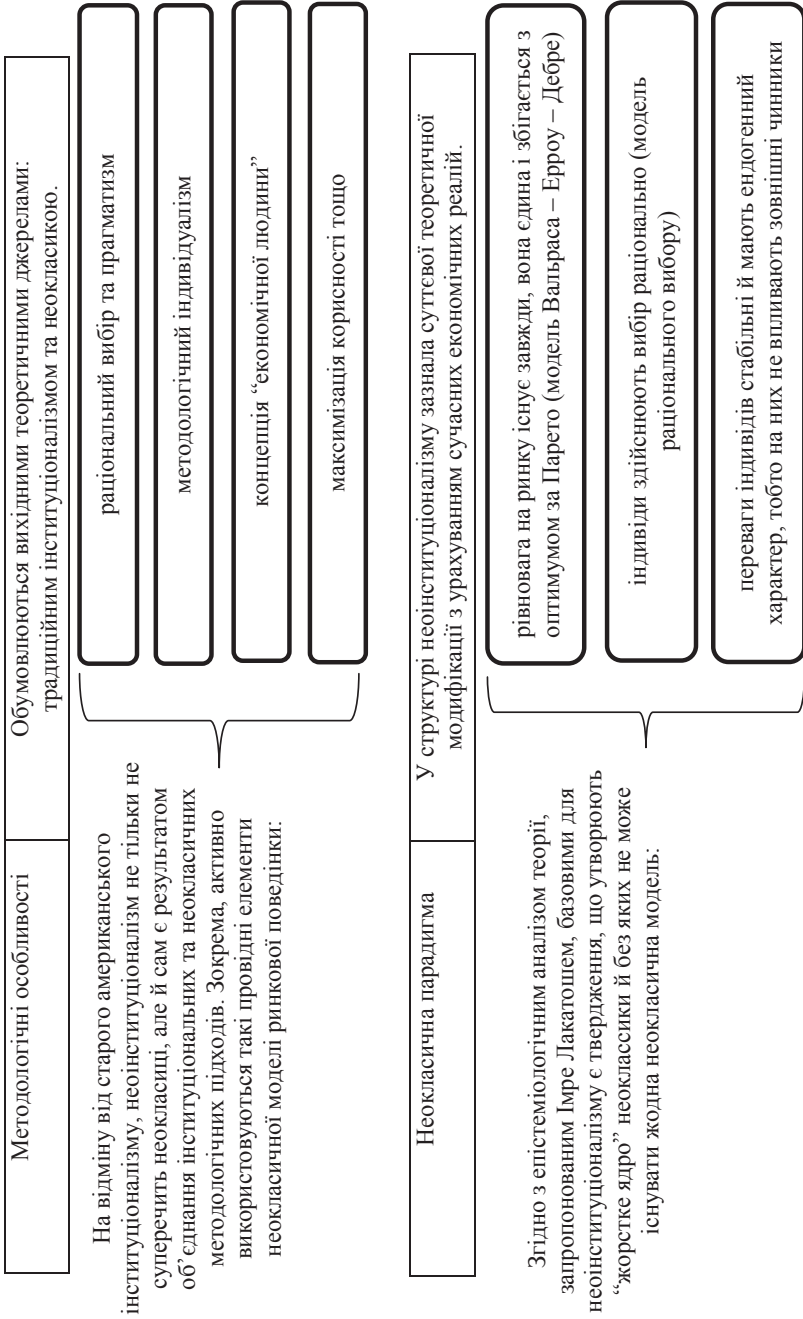 Методологічні особливості
Обумовлюються вихідними теоретичними джерелами:
традиційним інституціоналізмом та неокласикою.
На відміну від старого американського
інституціоналізму, неоінституціоналізм не тільки не
суперечить неокласиці, але й сам є результатом
об’єднання інституціональних та неокласичних
методологічних підходів. Зокрема, активно
використовуються такі провідні елементи
неокласичної моделі ринкової поведінки:
раціональний вибір та прагматизм
методологічний індивідуалізм
концепція “економічної людини”
максимізація корисності тощо
Неокласична парадигма
У структурі неоінституціоналізму зазнала суттєвої теоретичної
модифікації з урахуванням сучасних економічних реалій.
Згідно з епістеміологічним аналізом теорії,
запропонованим Імре Лакатошем, базовими для
неоінституціоналізму є твердження, що утворюють
“жорстке ядро” неоклассики й без яких не може
існувати жодна неокласична модель:
рівновага на ринку існує завжди, вона єдина і збігається з
оптимумом за Парето (модель Вальраса – Ерроу – Дебре)
індивіди здійснюють вибір раціонально (модель
раціонального вибору)
переваги індивідів стабільні й мають ендогенний
характер, тобто на них не впливають зовнішні чинники